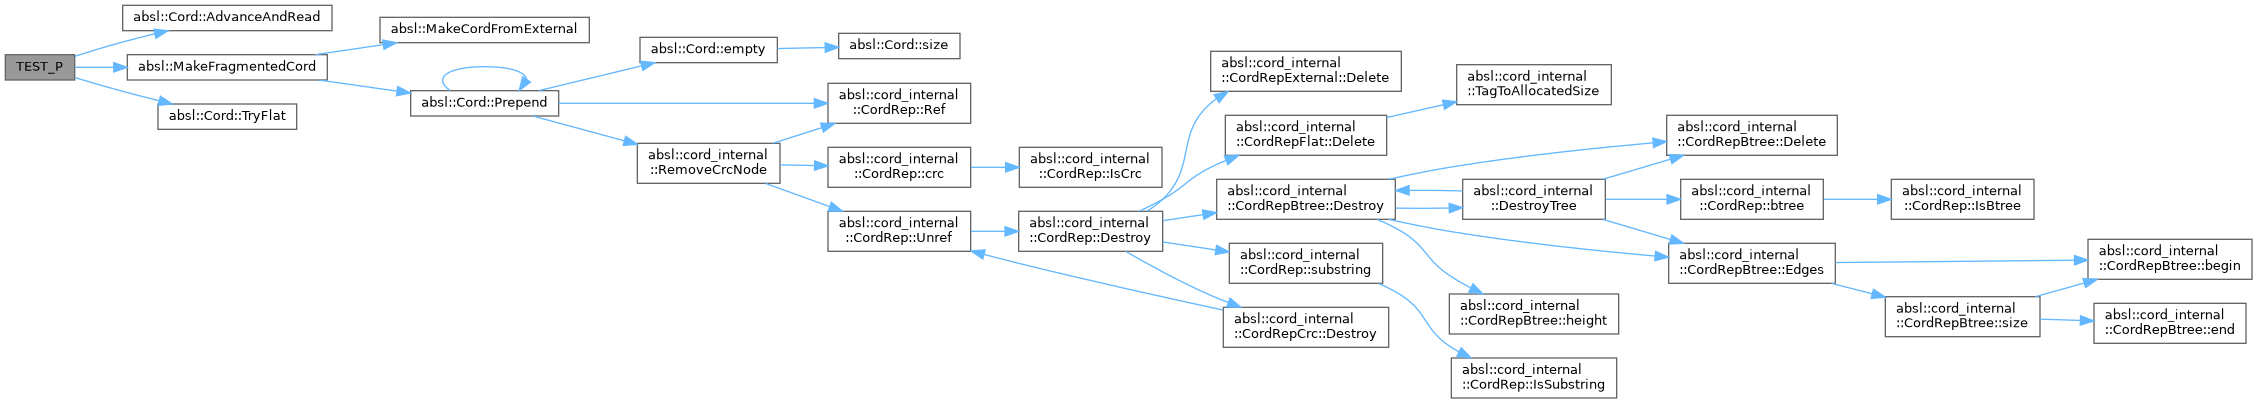 TEST_P
absl::Cord::AdvanceAndRead
absl::MakeFragmentedCord
absl::Cord::TryFlat
absl::MakeCordFromExternal
absl::Cord::Prepend
absl::Cord::empty
absl::Cord::size
absl::cord_internal
::CordRep::Ref
absl::cord_internal
::RemoveCrcNode
absl::cord_internal
::CordRep::crc
absl::cord_internal
::CordRep::IsCrc
absl::cord_internal
::CordRep::Unref
absl::cord_internal
::CordRep::Destroy
absl::cord_internal
::CordRepExternal::Delete
absl::cord_internal
::CordRepFlat::Delete
absl::cord_internal
::TagToAllocatedSize
absl::cord_internal
::CordRepBtree::Destroy
absl::cord_internal
::CordRep::substring
absl::cord_internal
::CordRepCrc::Destroy
absl::cord_internal
::DestroyTree
absl::cord_internal
::CordRepBtree::height
absl::cord_internal
::CordRep::IsSubstring
absl::cord_internal
::CordRepBtree::Delete
absl::cord_internal
::CordRep::btree
absl::cord_internal
::CordRep::IsBtree
absl::cord_internal
::CordRepBtree::Edges
absl::cord_internal
::CordRepBtree::size
absl::cord_internal
::CordRepBtree::begin
absl::cord_internal
::CordRepBtree::end